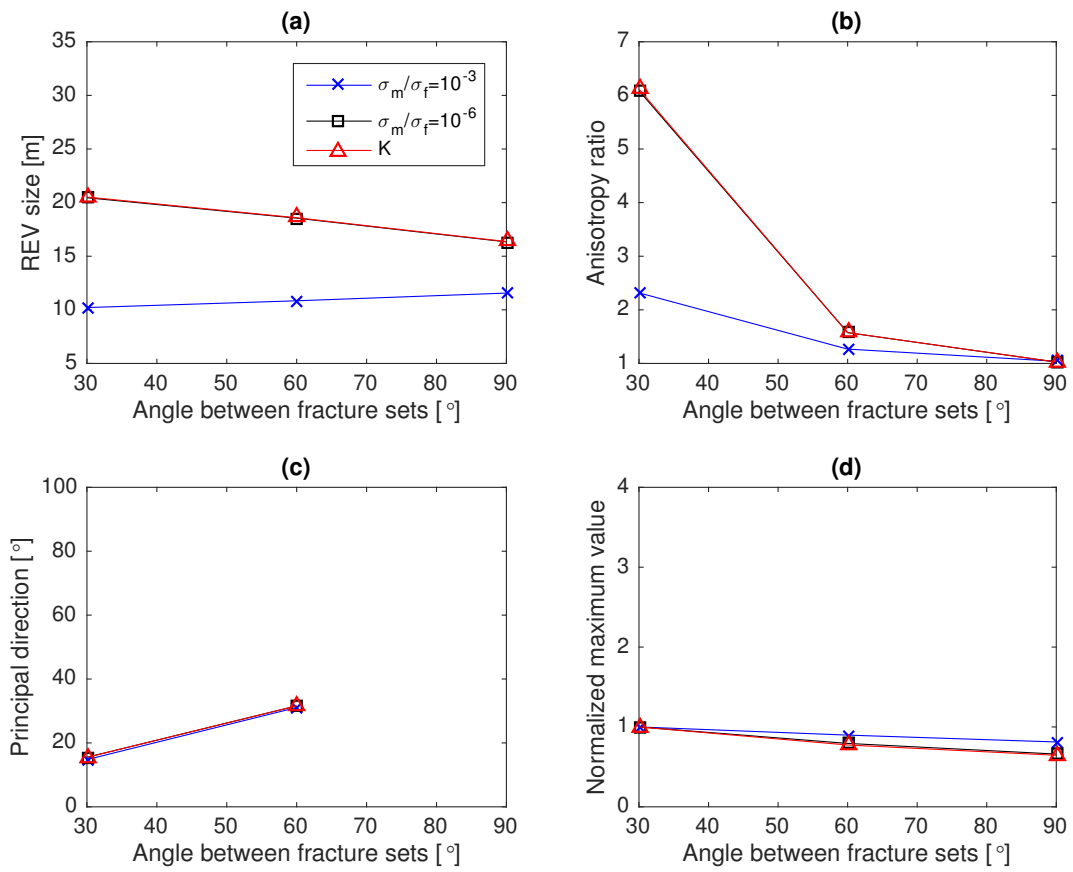 (a)
35
30
25
20
15
10
5
REV size [m]
σm/σf=10-3
σm/σf=10-6
K
30 40 50 60 70 80 90
Angle between fracture sets [°]
(b)
7
6
5
4
3
2
1
Anisotropy ratio
30 40 50 60 70 80 90
Angle between fracture sets [°]
(c)
100
80
60
40
20
0
Principal direction [°]
30 40 50 60 70 80 90
Angle between fracture sets [°]
(d)
4
3
2
1
0
Normalized maximum value
30 40 50 60 70 80 90
Angle between fracture sets [°]